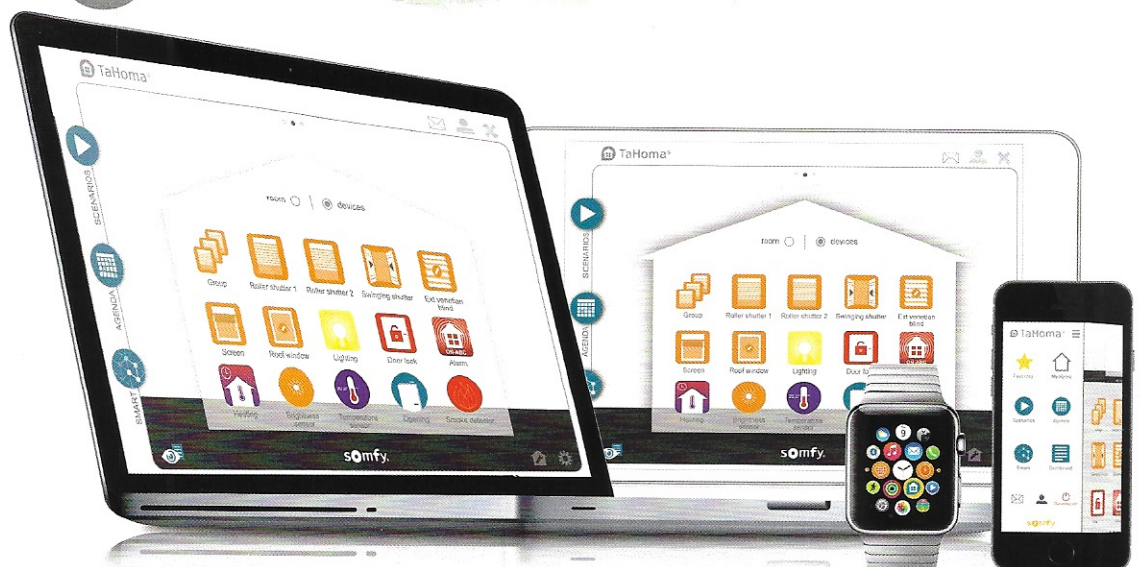 TaHoma®
SCENARIOS
AGENDA
SMART
room
devices
Group
Roller shutter 1
Roller shutter 2
Swinging shutter
Ext venetian
blind
Screen
Roof window
Lighting
Door lock
Alarm
Heating
Brightness
sensor
Temperature
sensor
Opening
Smoke detector
somfy.
TaHoma®
SCENARIOS
AGENDA
room
devices
Group
Roller shutter 1
Roller shutter 2
Swinging shutter
Ext venetian
blind
Screen
Roof window
Lighting
Door lock
Heating
Brightness
sensor
Temperature
sensor
somfy.
9
TaHoma®
Favorites
My Home
Scenarios
Agenda
Dashboard
somfy